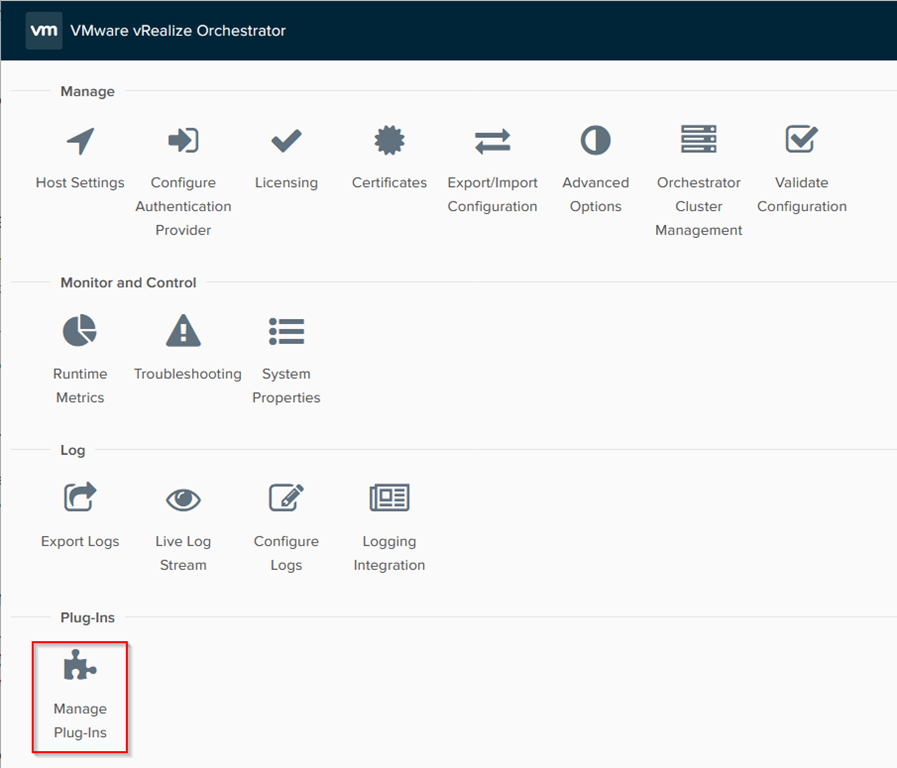 vm VMware vRealize Orchestrator
Manage
Host Settings
Configure
Authentication
Provider
Licensing
Certificates
Export/Import
Configuration
Advanced
Options
Orchestrator
Cluster
Management
Validate
Configuration
Monitor and Control
Runtime
Metrics
Troubleshooting
System
Properties
Log
Export Logs
Live Log
Stream
Configure
Logs
Logging
Integration
Plug-Ins
Manage
Plug-Ins